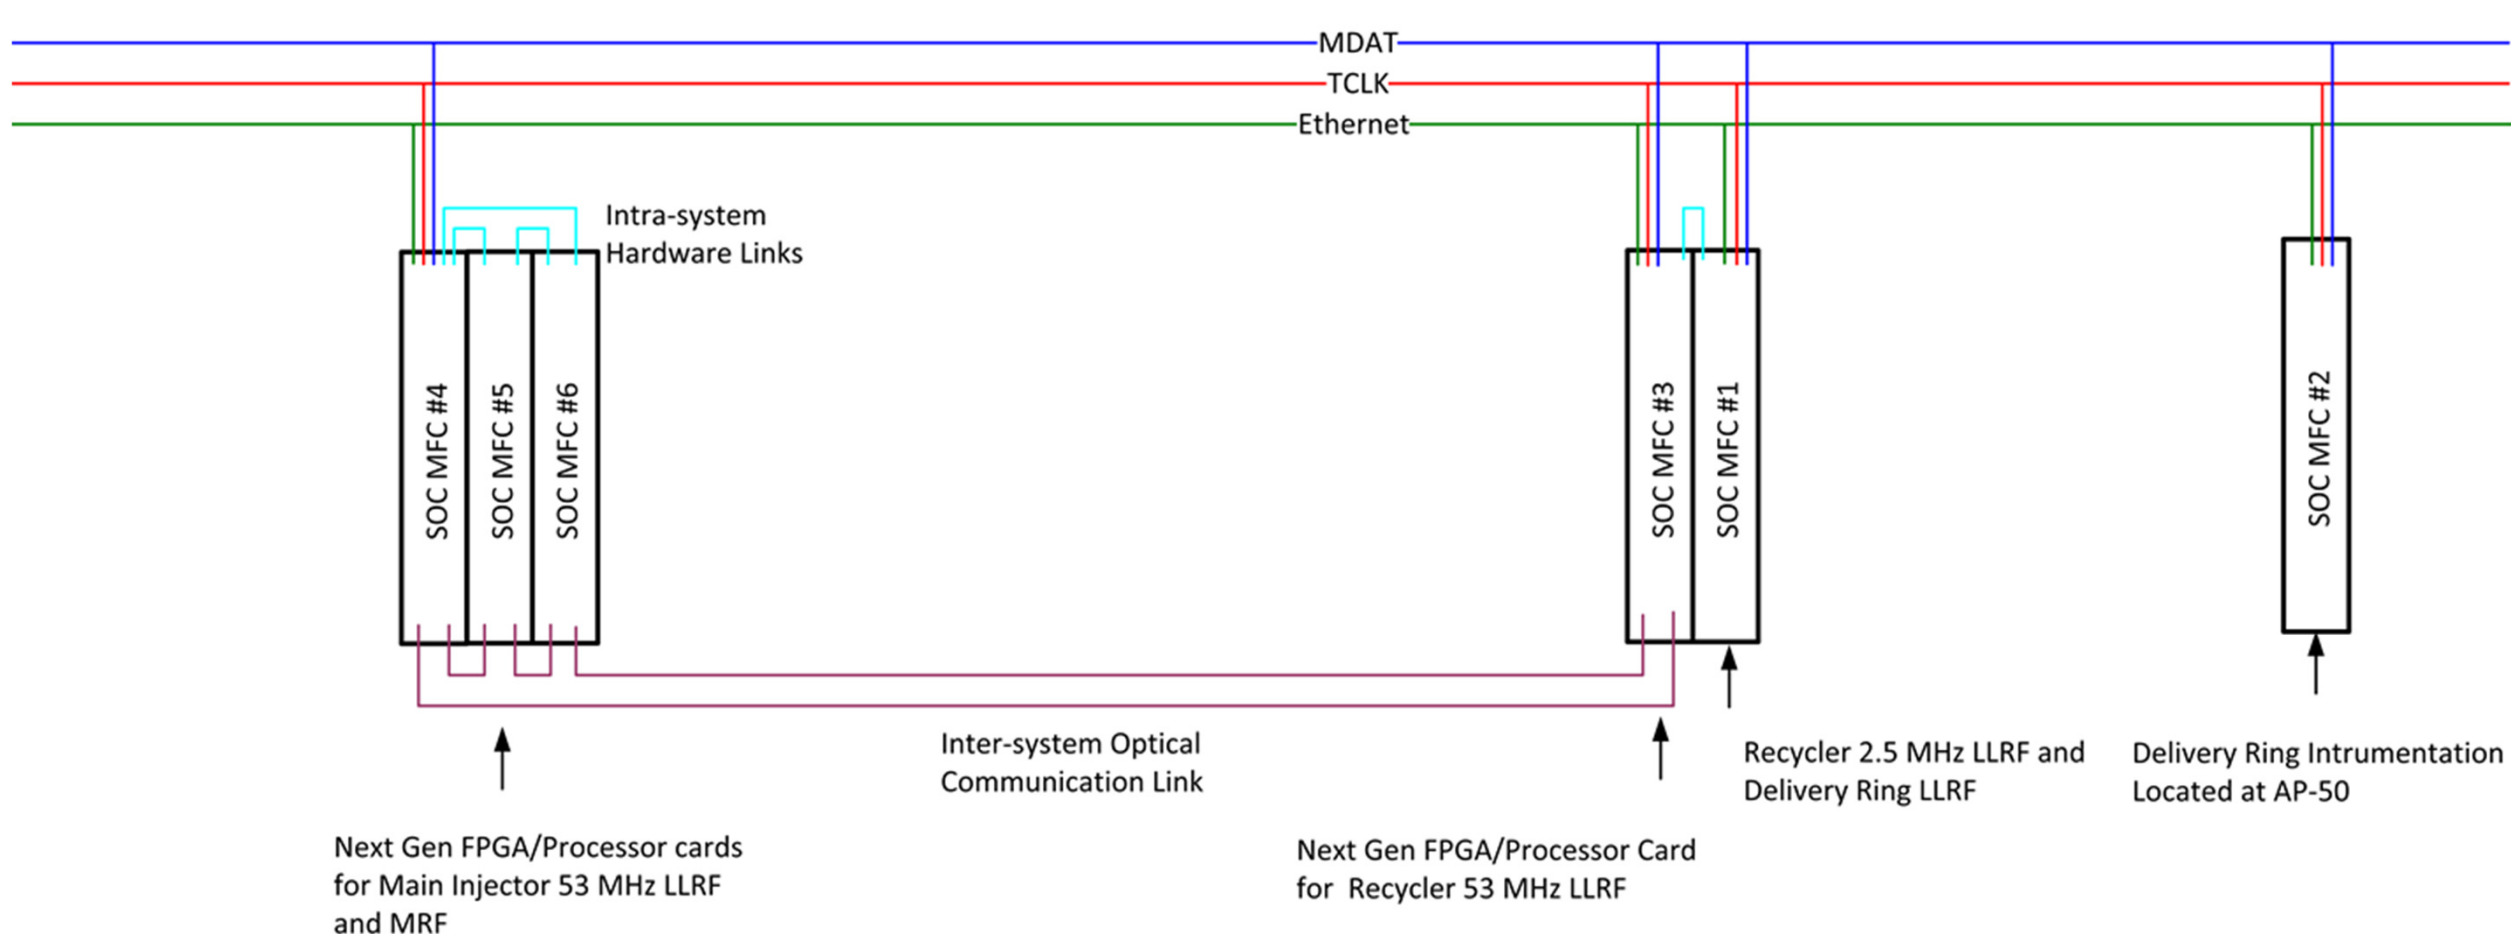 MDAT
TCLK
Ethernet
Intra-system
Hardware Links
SOC MFC #4
SOC MFC #5
SOC MFC #6
SOC MFC #3
SOC MFC #1
SOC MFC #2
Inter-system Optical
Communication Link
Recycler 2.5 MHz LLRF and
Delivery Ring LLRF
Delivery Ring Intrumentation
Located at AP-50
Next Gen FPGA/Processor cards
for Main Injector 53 MHz LLRF
and MRF
Next Gen FPGA/Processor Card
for Recycler 53 MHz LLRF